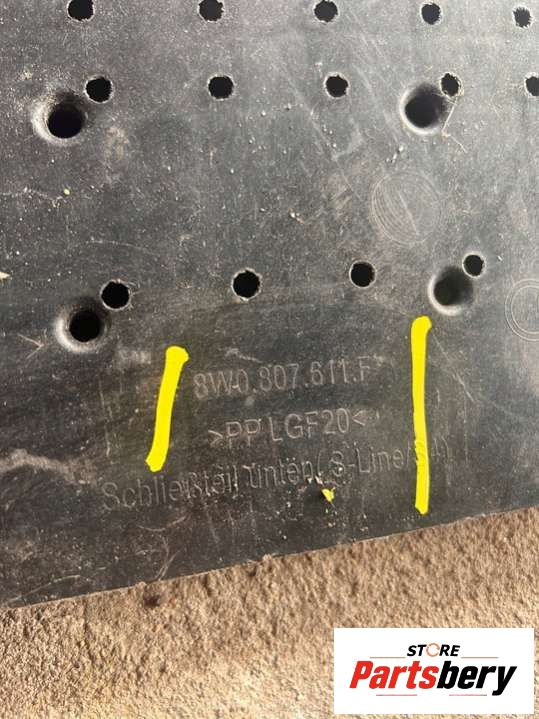 8W0.807.611.F
>PP LGF20<
Schließteil unten( S-Line/S4)
STORE
Partsbery